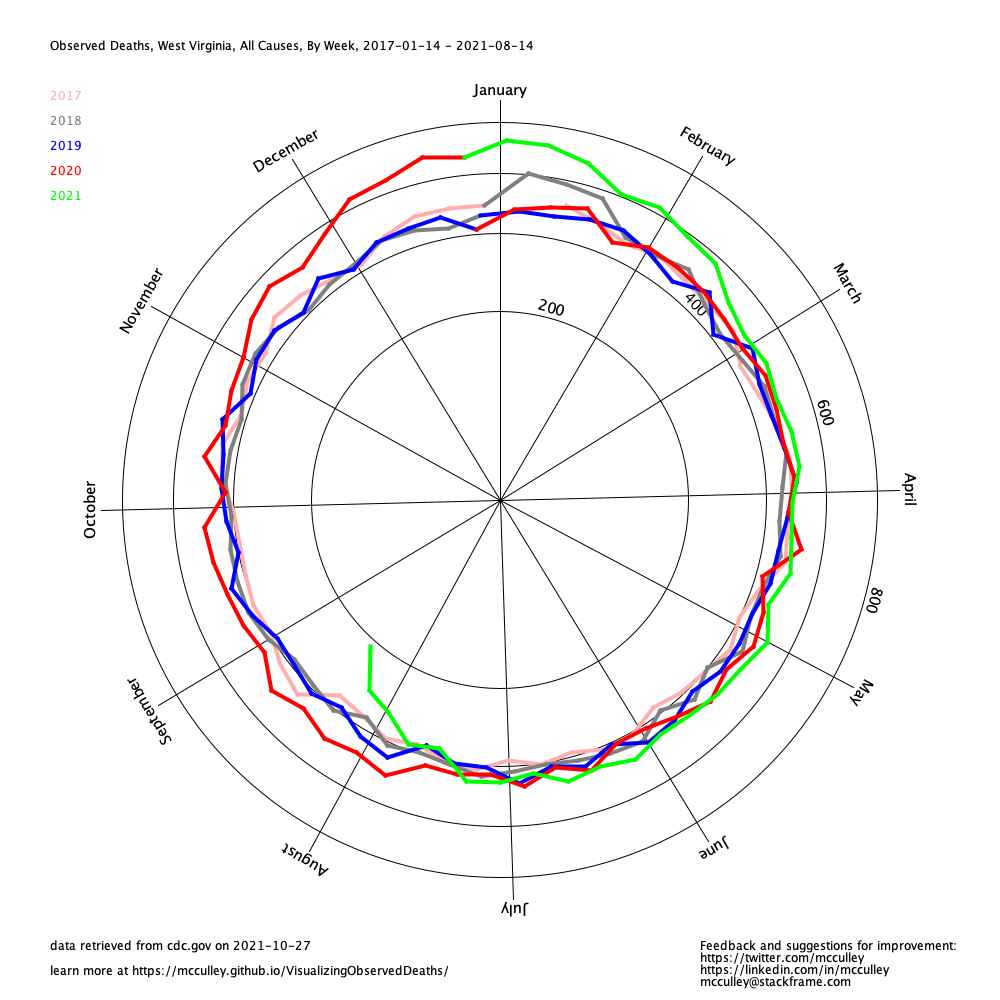 Observed Deaths, West Virginia, All Causes, By Week, 2017-01-14 - 2021-08-14
2017
2018
2019
2020
2021
January
February
March
April
May
June
July
August
September
October
November
December
200
400
600
800
data retrieved from cdc.gov on 2021-10-27
learn more at https://mcculley.github.io/VisualizingObservedDeaths/
Feedback and suggestions for improvement:
https://twitter.com/mcculley
https://linkedin.com/in/mcculley
mcculley@stackframe.com